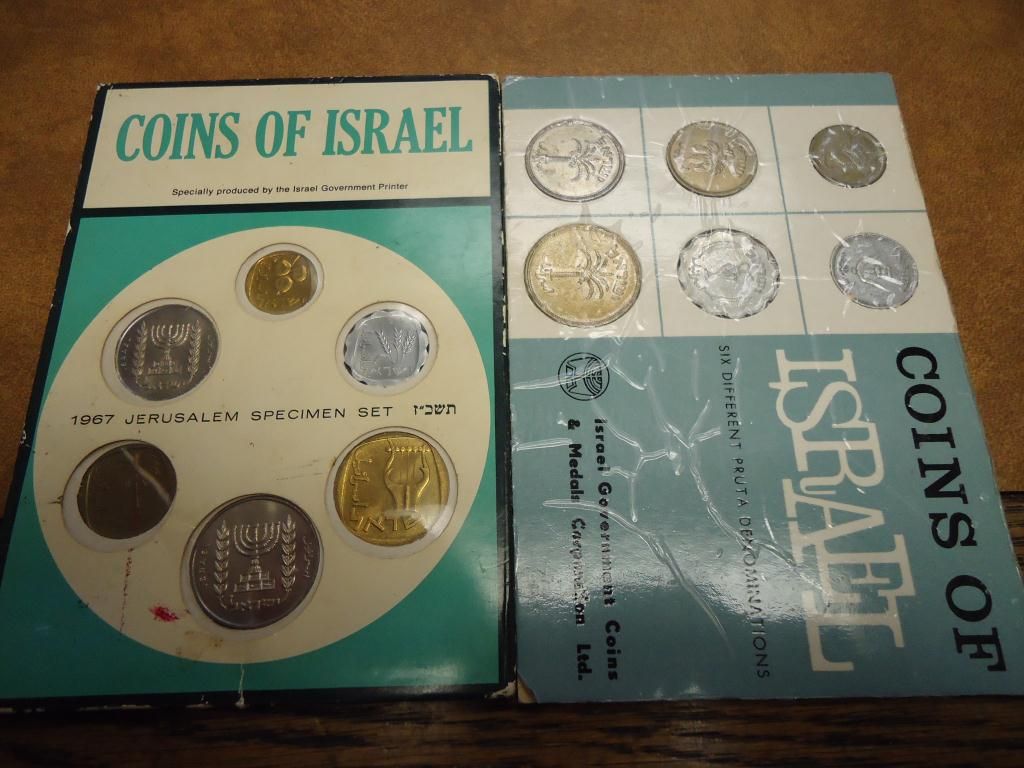 COINS OF ISRAEL
Specially produced by the Israel Government Printer
1967 JERUSALEM SPECIMEN SET תשכ"ז
COINS OF
ISRAEL
SIX DIFFERENT PRUTA DENOMINATIONS
Israel Government Coins
& Medals Corporation Ltd.